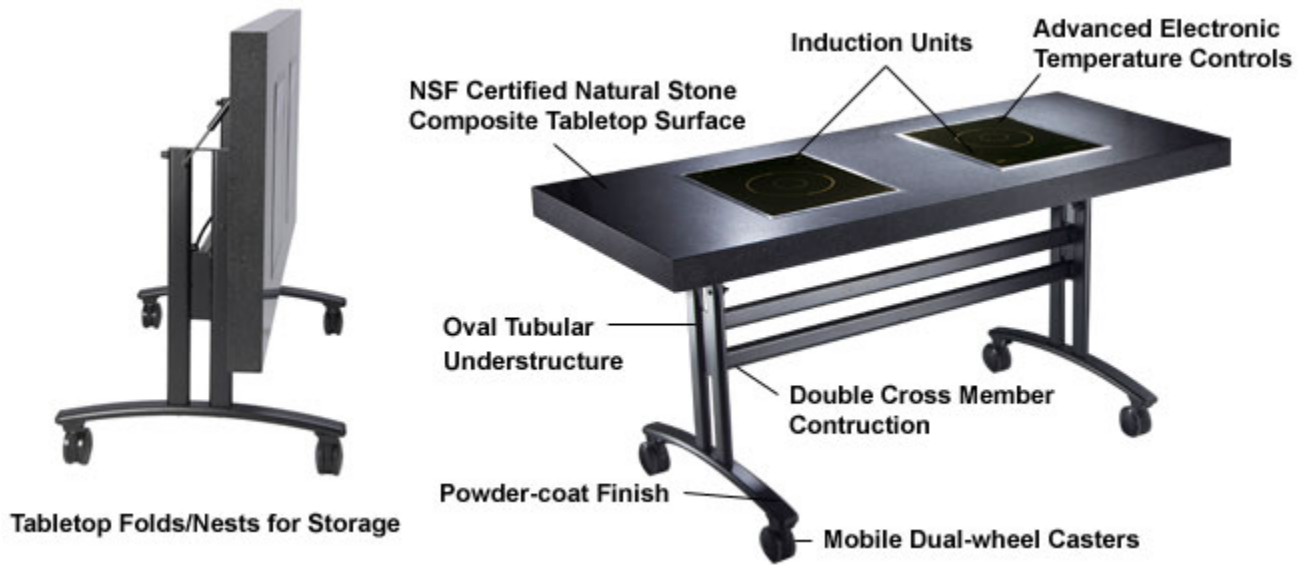 Induction Units
Advanced Electronic
Temperature Controls
NSF Certified Natural Stone
Composite Tabletop Surface
Oval Tubular
Understructure
Double Cross Member
Contruction
Powder-coat Finish
Mobile Dual-wheel Casters
Tabletop Folds/Nests for Storage